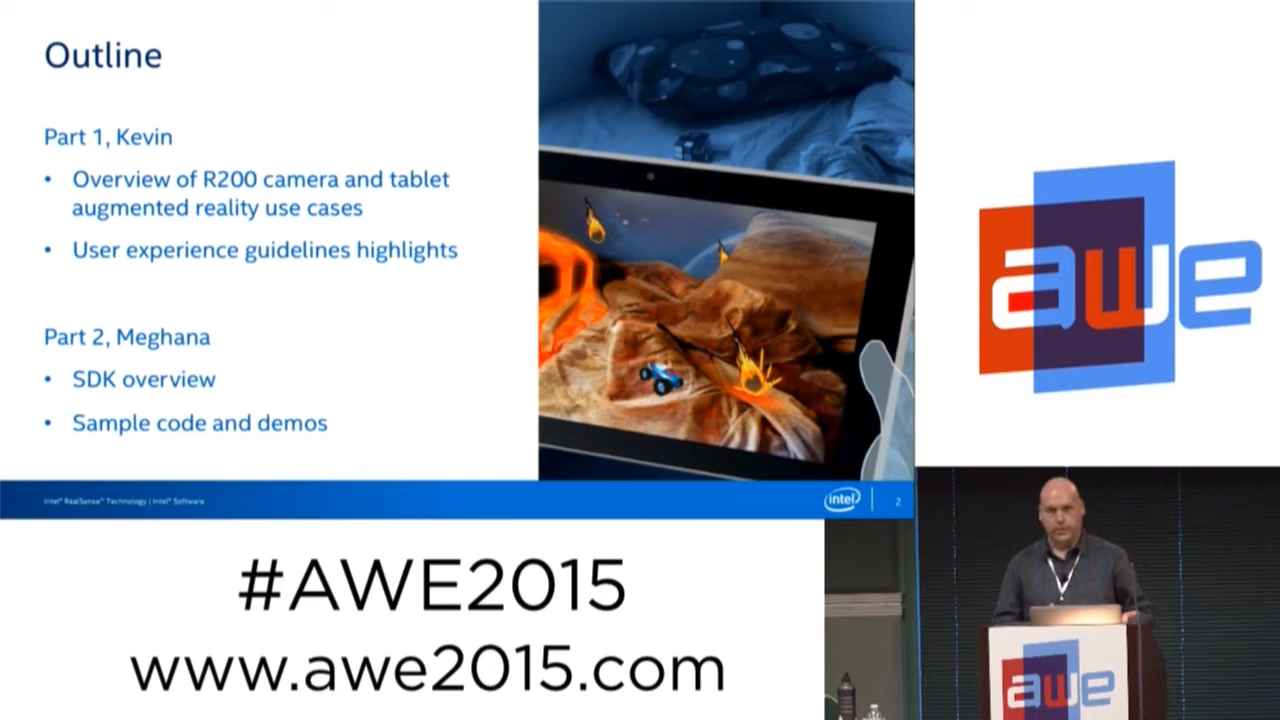 Outline
Part 1, Kevin
• Overview of R200 camera and tablet
augmented reality use cases
• User experience guidelines highlights
Part 2, Meghana
• SDK overview
• Sample code and demos
Intel® RealSense™ Technology | Intel® Software
intel
2
awe
#AWE2015
www.awe2015.com
awe